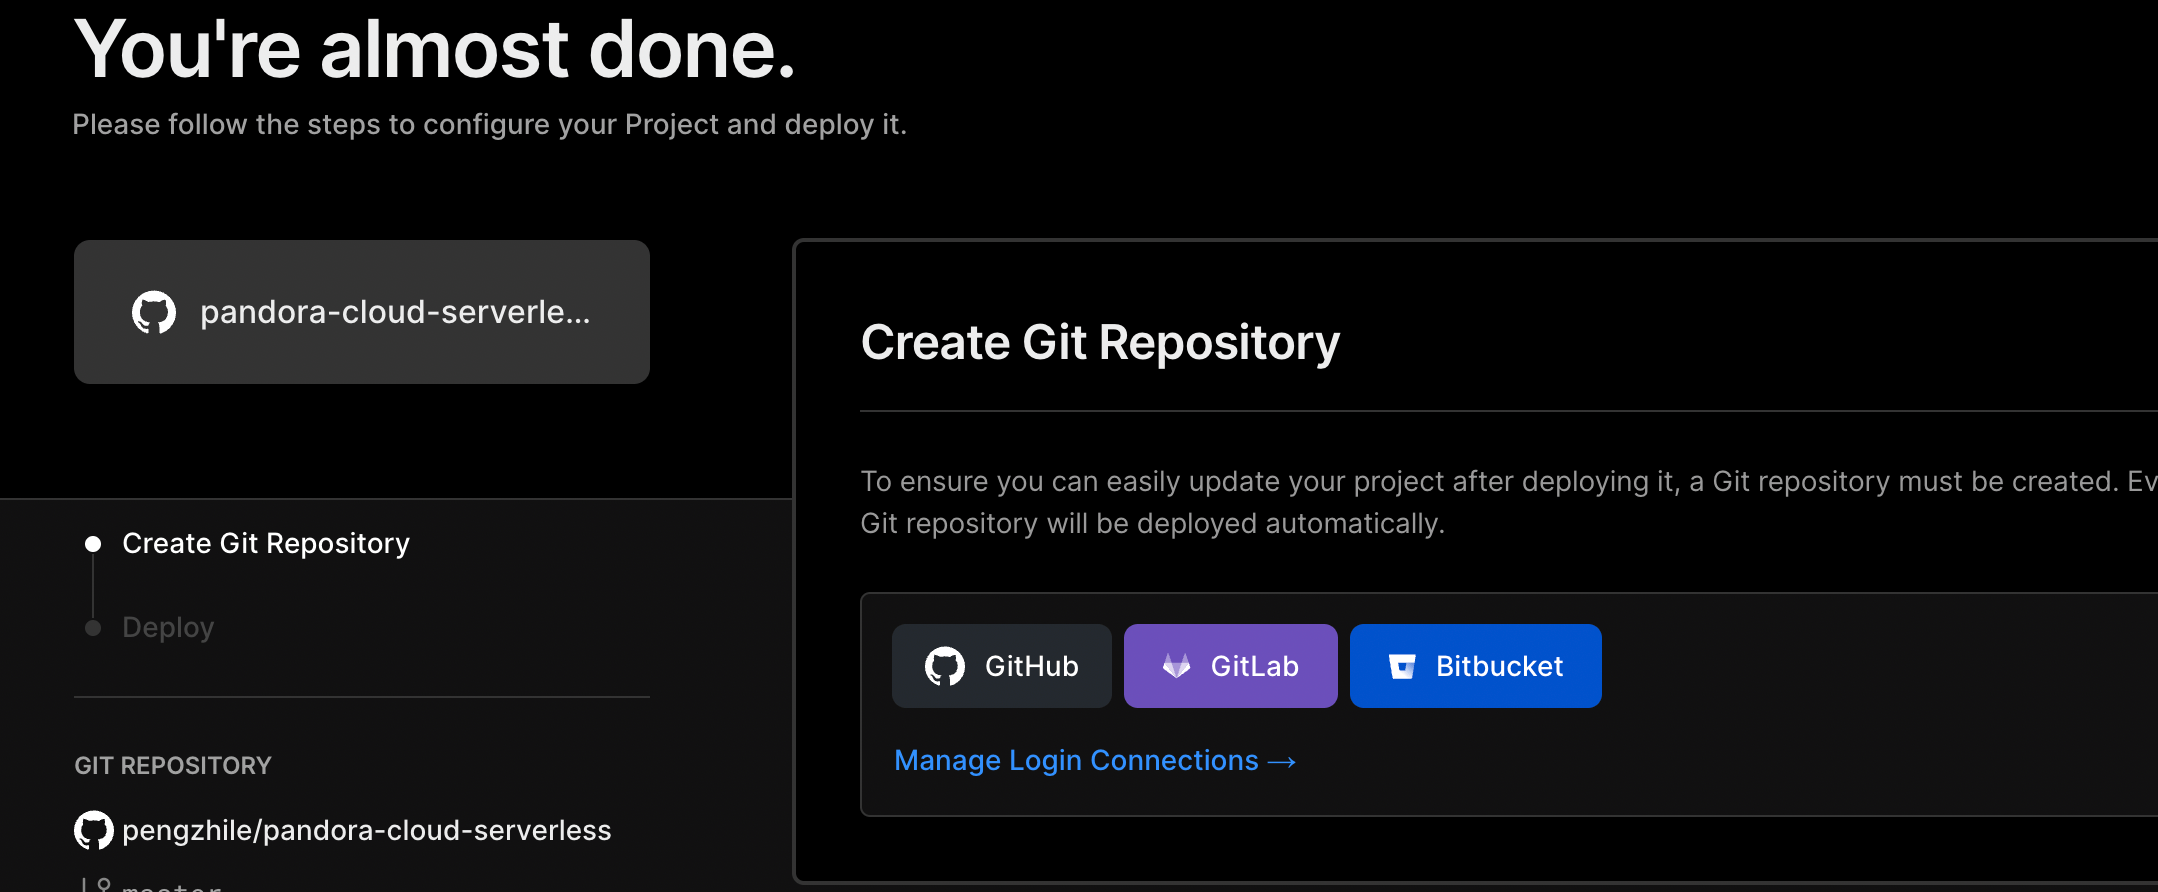 You're almost done.
Please follow the steps to configure your Project and deploy it.
pandora-cloud-serverle...
Create Git Repository
Deploy
GIT REPOSITORY
pengzhile/pandora-cloud-serverless
master
Create Git Repository
To ensure you can easily update your project after deploying it, a Git repository must be created. Ev
Git repository will be deployed automatically.
GitHub
GitLab
Bitbucket
Manage Login Connections →